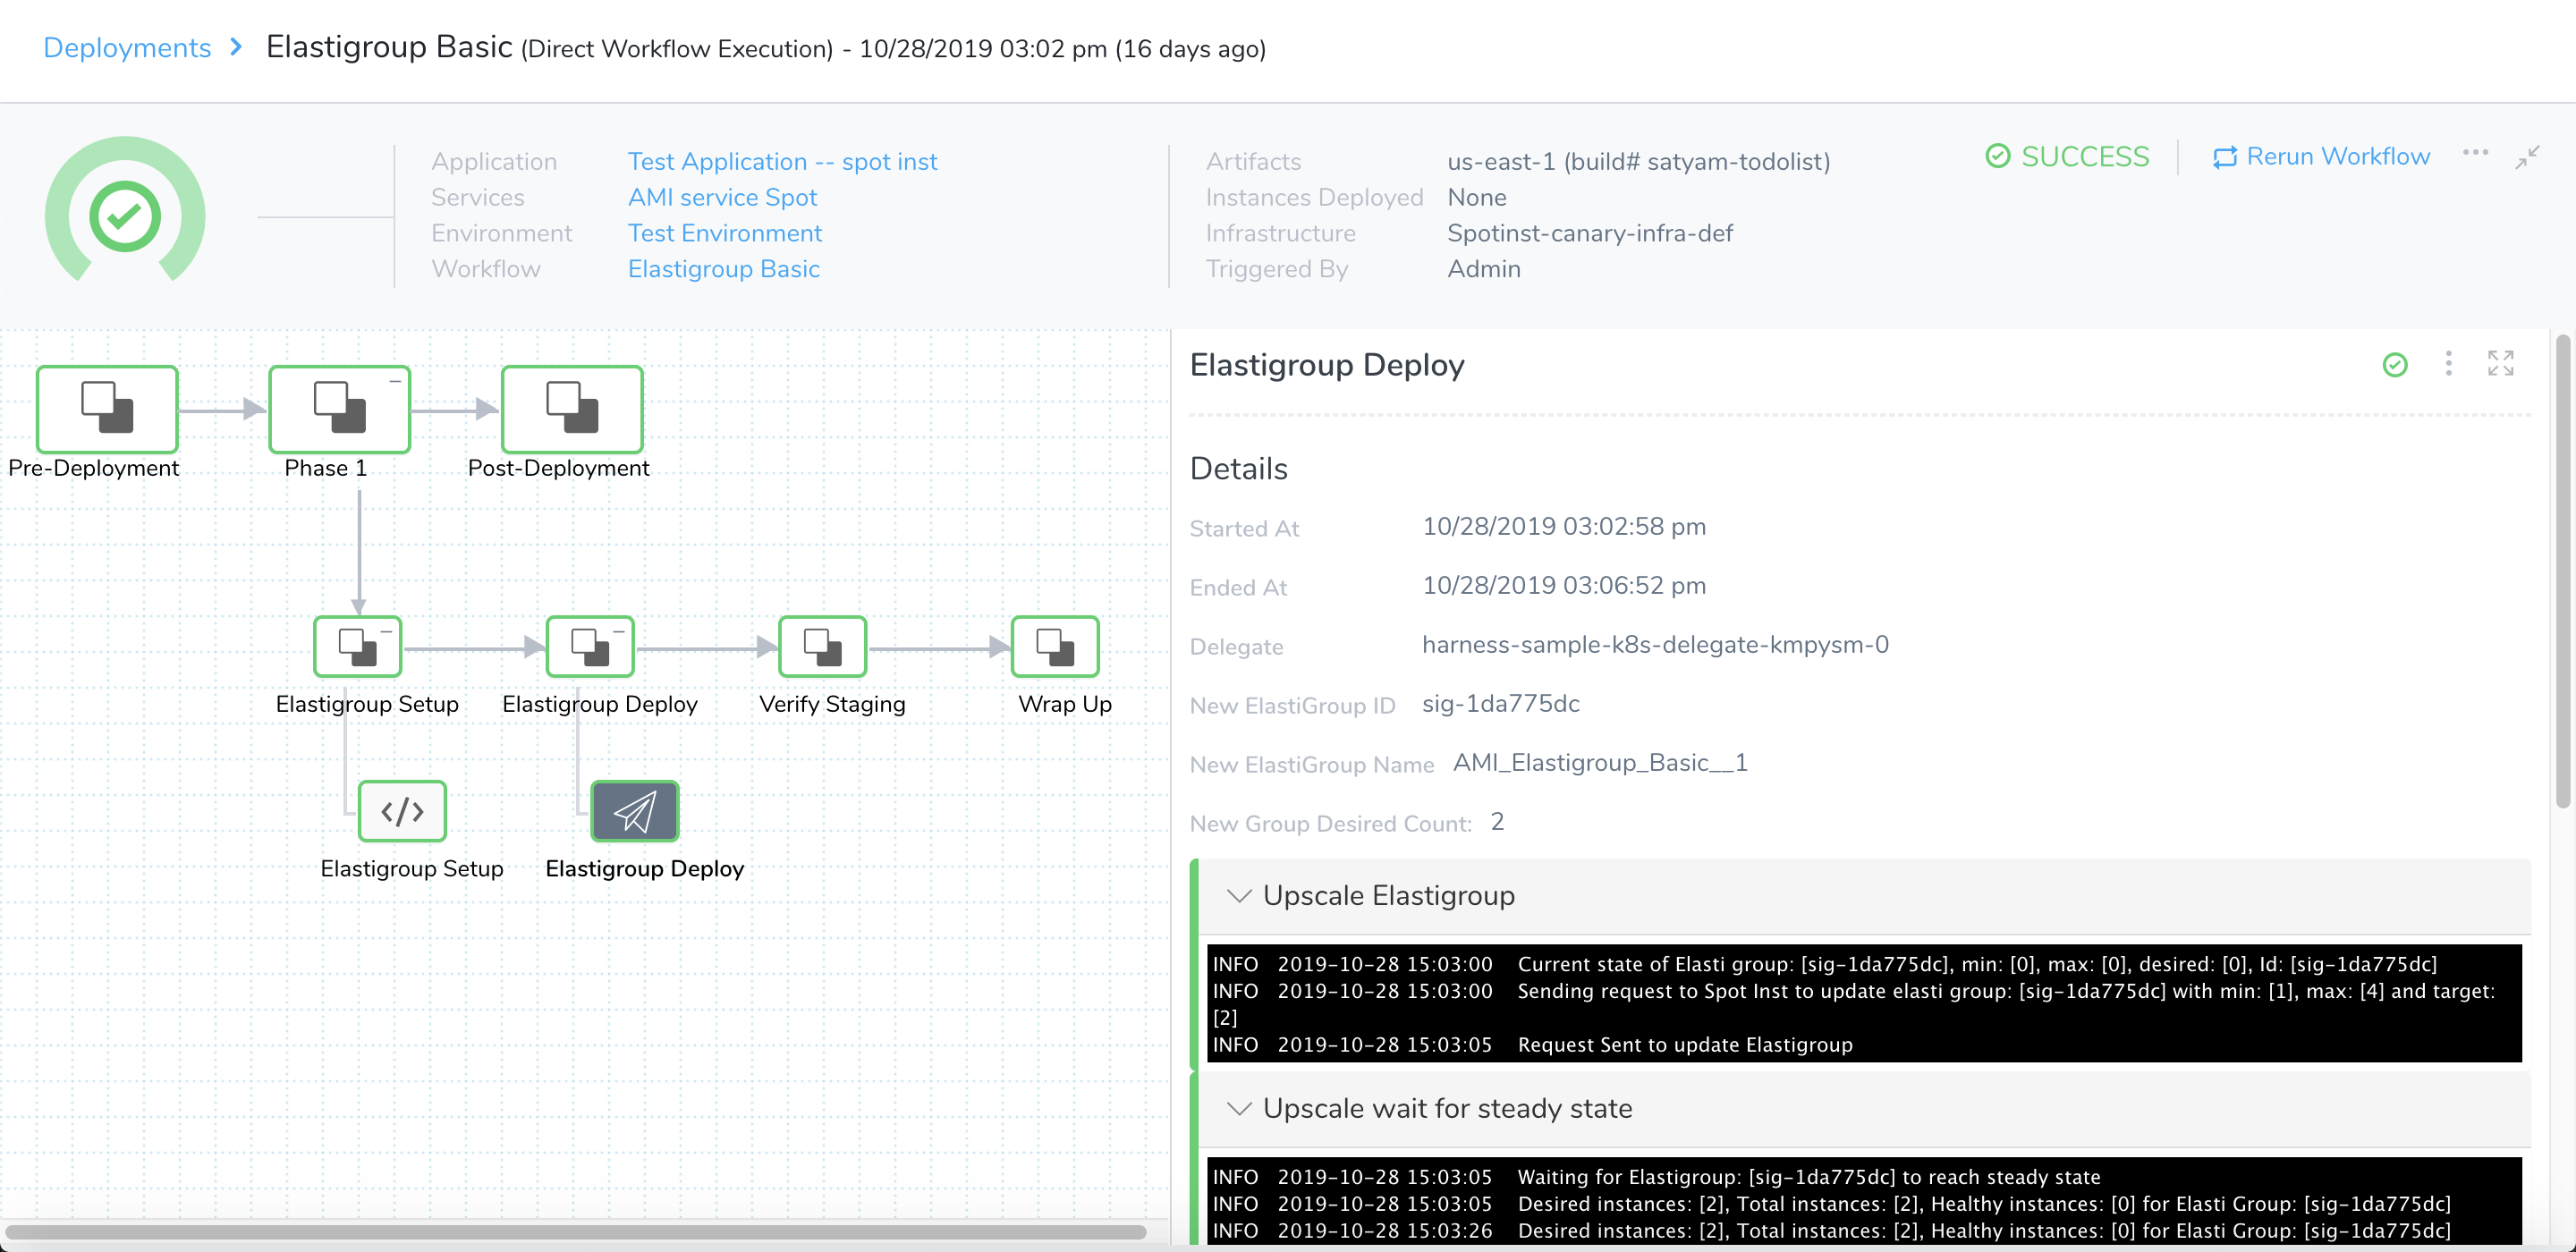 Deployments > Elastigroup Basic (Direct Workflow Execution) - 10/28/2019 03:02 pm (16 days ago)
Application Test Application -- spot inst
Services AMI service Spot
Environment Test Environment
Workflow Elastigroup Basic
Artifacts us-east-1 (build# satyam-todolist)
Instances Deployed None
Infrastructure Spotinst-canary-infra-def
Triggered By Admin
SUCCESS
Rerun Workflow
Pre-Deployment
Phase 1
Post-Deployment
Elastigroup Setup
Elastigroup Deploy
Verify Staging
Wrap Up
</>
Elastigroup Setup
Elastigroup Deploy
Elastigroup Deploy
Details
Started At 10/28/2019 03:02:58 pm
Ended At 10/28/2019 03:06:52 pm
Delegate harness-sample-k8s-delegate-kmpysm-0
New ElastiGroup ID sig-1da775dc
New ElastiGroup Name AMI_Elastigroup_Basic__1
New Group Desired Count: 2
Upscale Elastigroup
INFO 2019-10-28 15:03:00 Current state of Elasti group: [sig-1da775dc], min: [0], max: [0], desired: [0], Id: [sig-1da775dc]
INFO 2019-10-28 15:03:00 Sending request to Spot Inst to update elasti group: [sig-1da775dc] with min: [1], max: [4] and target:
[2]
INFO 2019-10-28 15:03:05 Request Sent to update Elastigroup
Upscale wait for steady state
INFO 2019-10-28 15:03:05 Waiting for Elastigroup: [sig-1da775dc] to reach steady state
INFO 2019-10-28 15:03:05 Desired instances: [2], Total instances: [2], Healthy instances: [0] for Elasti Group: [sig-1da775dc]
INFO 2019-10-28 15:03:26 Desired instances: [2], Total instances: [2], Healthy instances: [0] for Elasti Group: [sig-1da775dc]